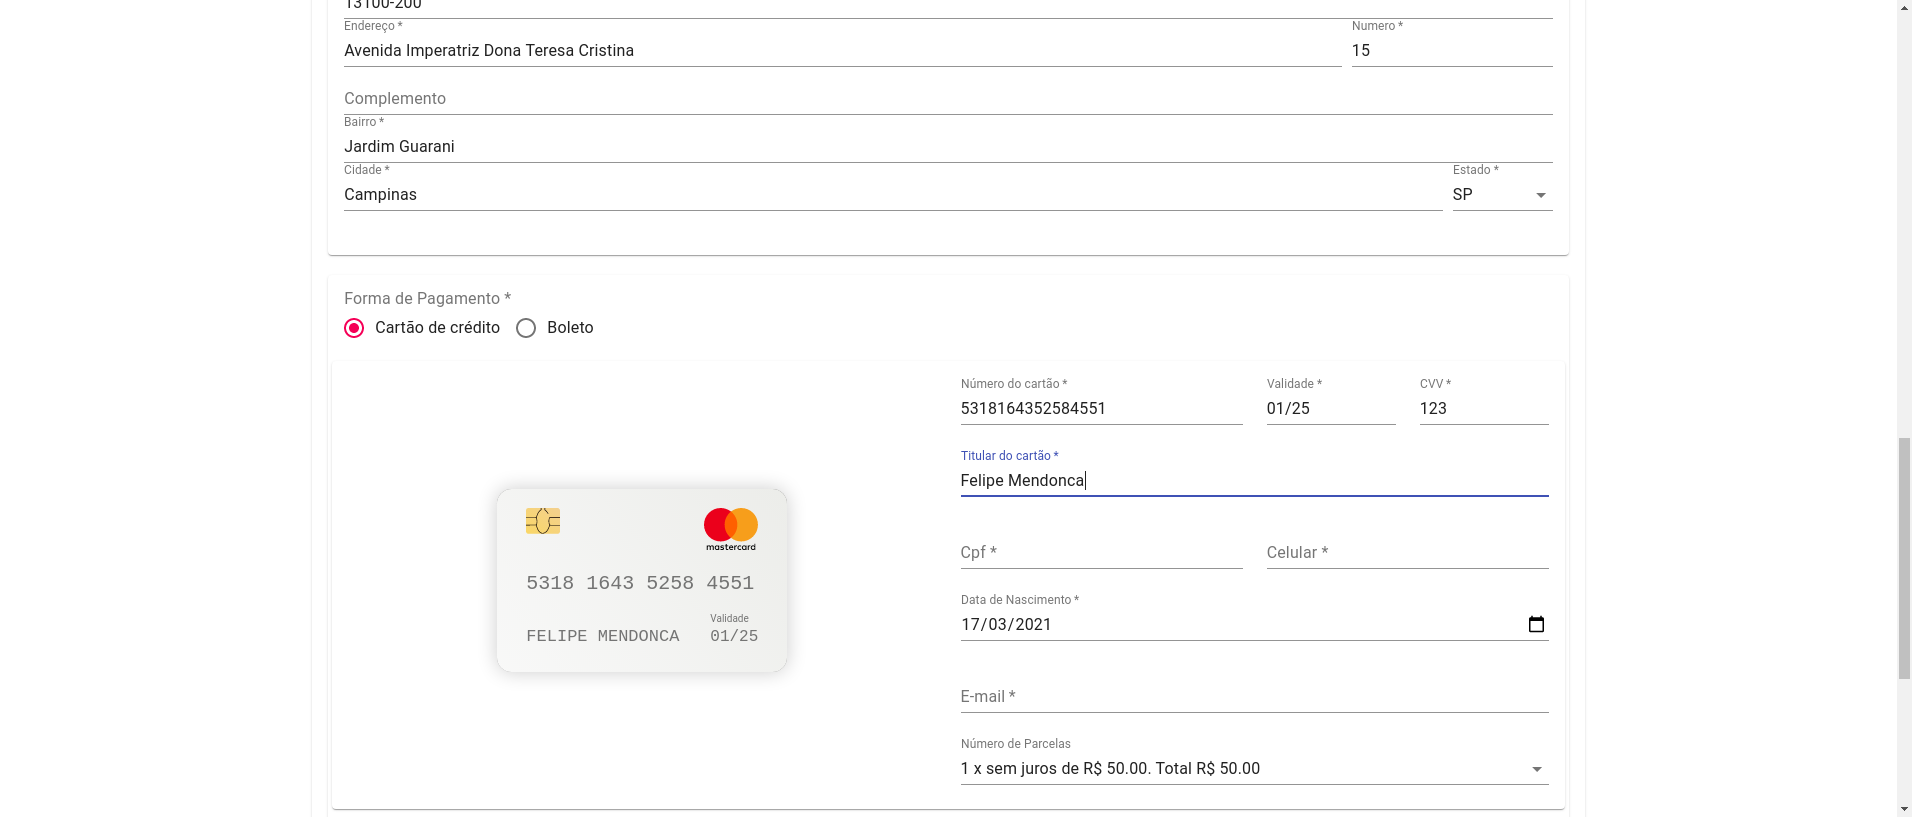 13100-200
Endereço *
Numero *
Avenida Imperatriz Dona Teresa Cristina
15
Complemento
Bairro *
Jardim Guarani
Cidade *
Estado *
Campinas
SP
Forma de Pagamento *
Cartão de crédito
Boleto
Número do cartão *
Validade *
CVV *
5318164352584551
01/25
123
Titular do cartão *
Felipe Mendonca
mastercard
5318 1643 5258 4551
Validade
FELIPE MENDONCA
01/25
Cpf *
Celular *
Data de Nascimento *
17/03/2021
E-mail *
Número de Parcelas
1 x sem juros de R$ 50.00. Total R$ 50.00